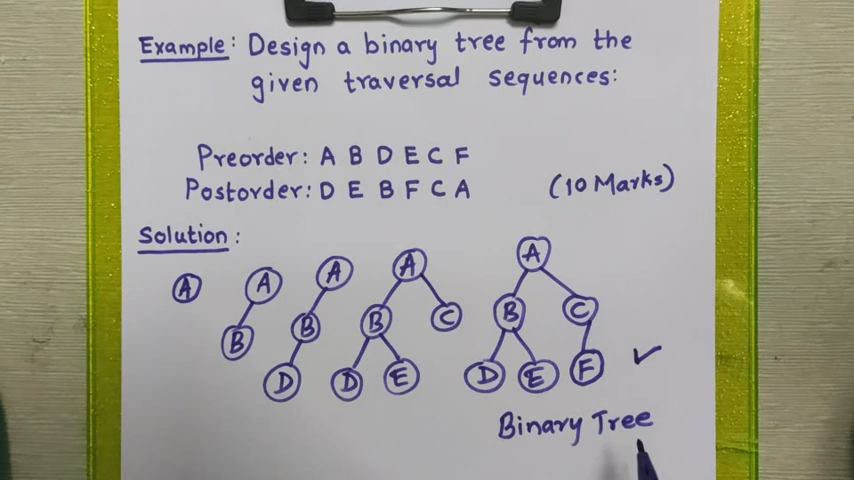 Example: Design a binary tree from the
given traversal sequences:
Preorder: A B D E C F
Postorder: D E B F C A (10 Marks)
Solution:
A
A
B
A
B
D
A
B C
D E
A
B C
D E F
Binary Tree